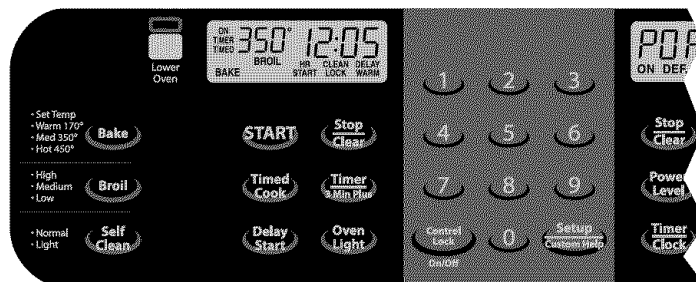 ON
TIMER
TIMED
350°
12:05
BROIL
BAKE
HR
START
CLEAN
LOCK
DELAY
WARM
Lower
Oven
• Set Temp
• Warm 170°
• Med 350°
• Hot 450°
Bake
START
Stop
Clear
• High
• Medium
• Low
Broil
Timed
Cook
Timer
3 Min Plus
• Normal
• Light
Self
Clean
Delay
Start
Oven
Light
1 2 3
4 5 6
7 8 9
Control
Lock
On/Off
0
Setup
Custom Help
POP
ON DEF
Stop
Clear
Power
Level
Timer
Clock